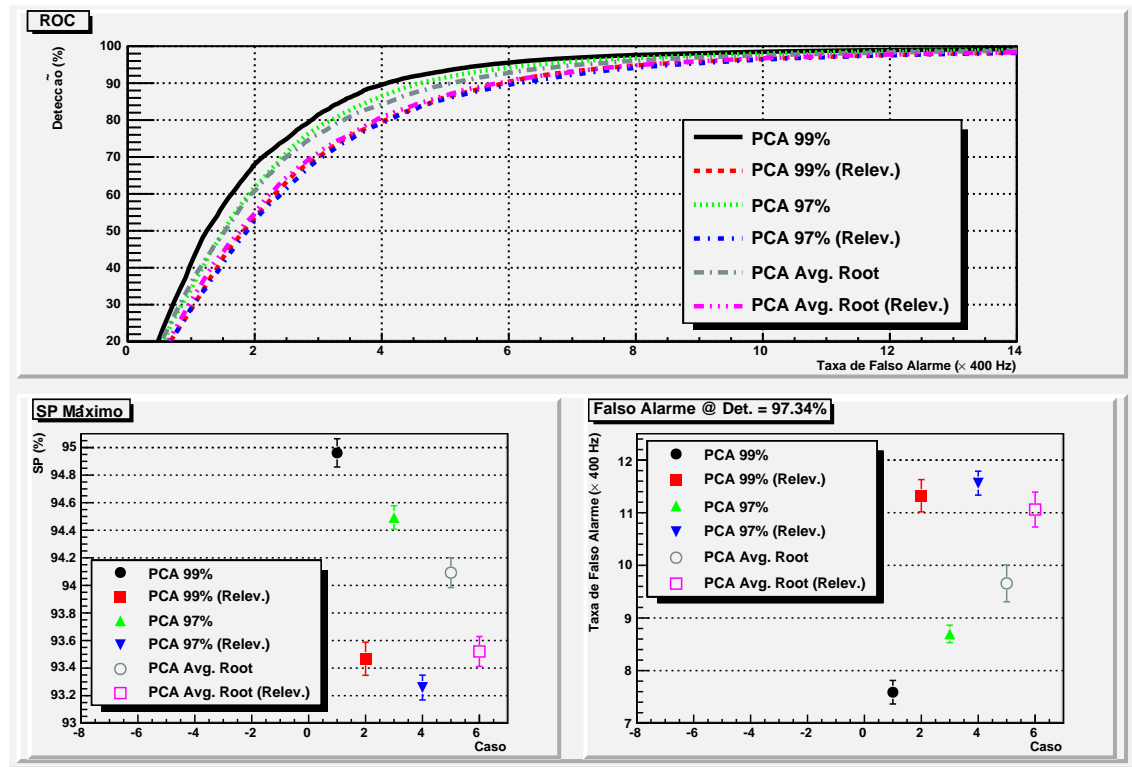 ROC
Deteccão (%)
100
90
80
70
60
50
40
30
20
0 2 4 6 8 10 12 14
Taxa de Falso Alarme (× 400 Hz)
PCA 99%
PCA 99% (Relev.)
PCA 97%
PCA 97% (Relev.)
PCA Avg. Root
PCA Avg. Root (Relev.)
SP Máximo
SP (%)
95
94.8
94.6
94.4
94.2
94
93.8
93.6
93.4
93.2
93
-8 -6 -4 -2 0 2 4 6
Caso
PCA 99%
PCA 99% (Relev.)
PCA 97%
PCA 97% (Relev.)
PCA Avg. Root
PCA Avg. Root (Relev.)
Falso Alarme @ Det. = 97.34%
Taxa de Falso Alarme (× 400 Hz)
12
11
10
9
8
7
-8 -6 -4 -2 0 2 4 6
Caso
PCA 99%
PCA 99% (Relev.)
PCA 97%
PCA 97% (Relev.)
PCA Avg. Root
PCA Avg. Root (Relev.)